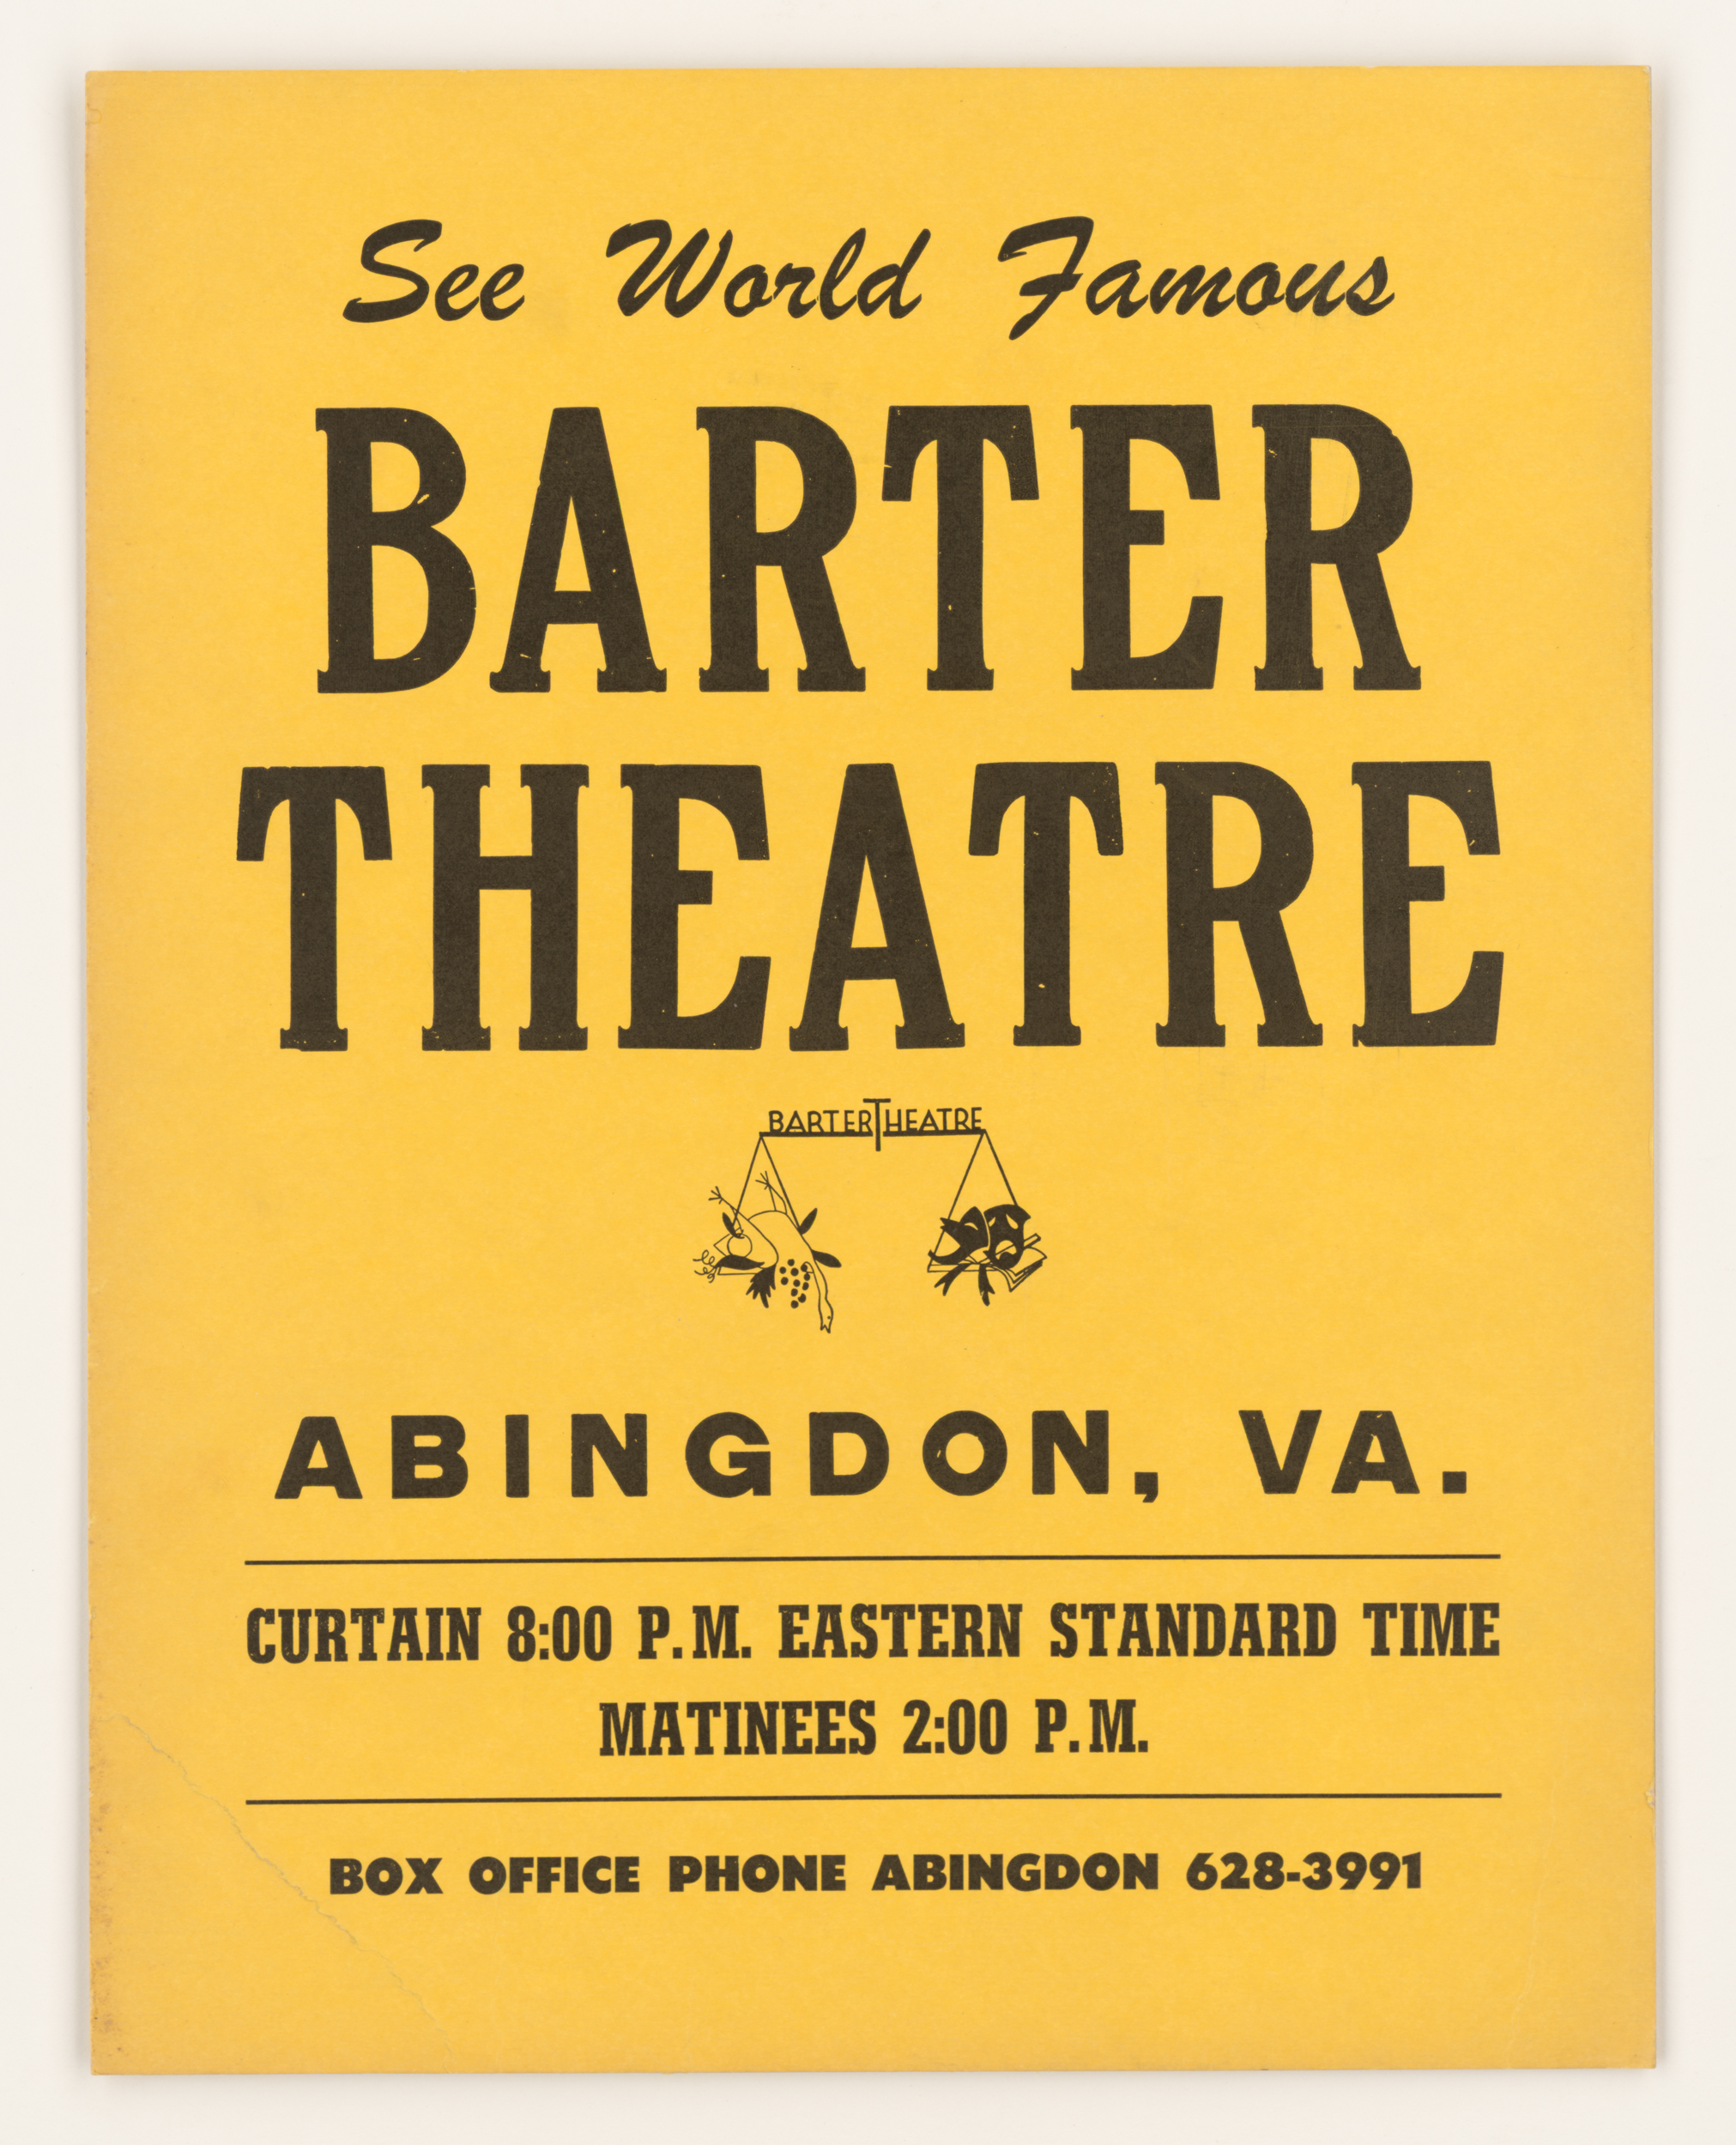 See World Famous
BARTER
THEATRE
BARTER THEATRE
ABINGDON, VA.
CURTAIN 8:00 P.M. EASTERN STANDARD TIME
MATINEES 2:00 P.M.
BOX OFFICE PHONE ABINGDON 628-3991